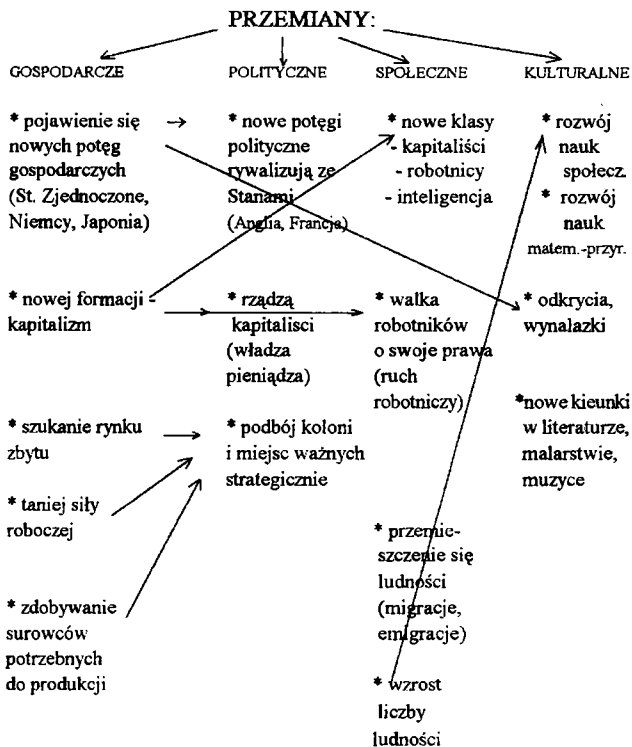 PRZEMIANY:
GOSPODARCZE
* pojawienie się
nowych potęg
gospodarczych
(St. Zjednoczone,
Niemcy, Japonia)
* nowej formacji
kapitalizm
* szukanie rynku
zbytu
* taniej siły
roboczej
* zdobywanie
surowców
potrzebnych
do produkcji
POLITYCZNE
* nowe potęgi
polityczne
rywalizują ze
Stanami
(Anglia, Francja)
* rządzą
kapitalisci
(władza
pieniądza)
* podbój koloni
i miejsc ważnych
strategicznie
SPOŁECZNE
* nowe klasy
- kapitaliści
- robotnicy
- inteligencja
* walka
robotników
o swoje prawa
(ruch
robotniczy)
* przemie-
szczenie się
ludności
(migracje,
emigracje)
* wzrost
liczby
ludności
KULTURALNE
* rozwój
nauk
społecz.
* rozwój
nauk
matem.-przyr.
* odkrycia,
wynalazki
*nowe kieunki
w literaturze,
malarstwie,
muzyce